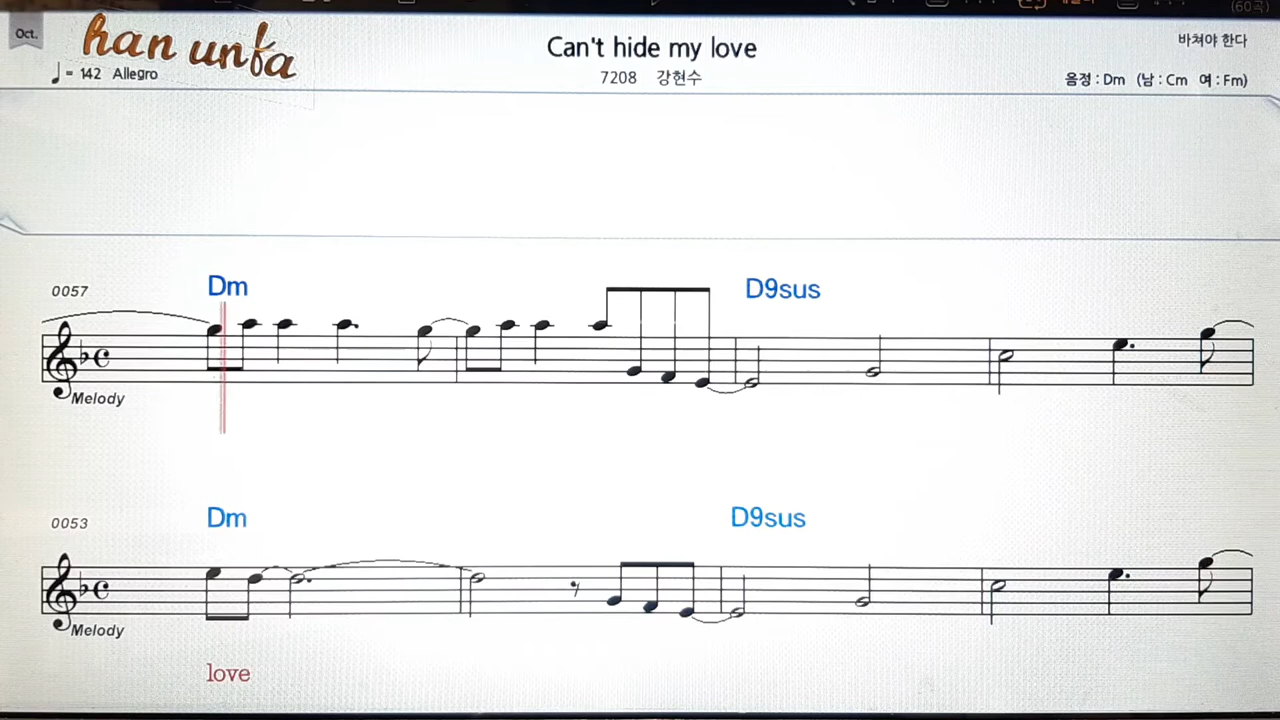 Oct.
han unfa
Can't hide my love
바쳐야 한다
♩= 142 Allegro
7208 강현수
음정 : Dm (남 : Cm 여 : Fm)
0057
Dm
D9sus
Melody
0053
Dm
D9sus
Melody
love